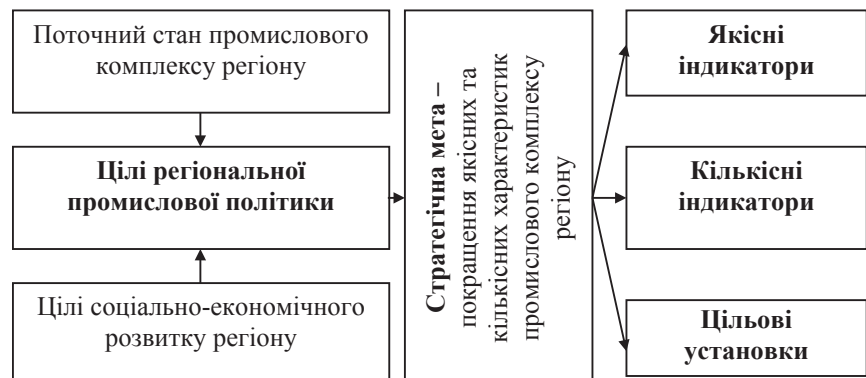 Поточний стан промислового
комплексу регіону
Цілі регіональної
промислової політики
Цілі соціально-економічного
розвитку регіону
Стратегічна мета –
покращення якісних та
кількісних характеристик
промислового комплексу
регіону
Якісні
індикатори
Кількісні
індикатори
Цільові
установки